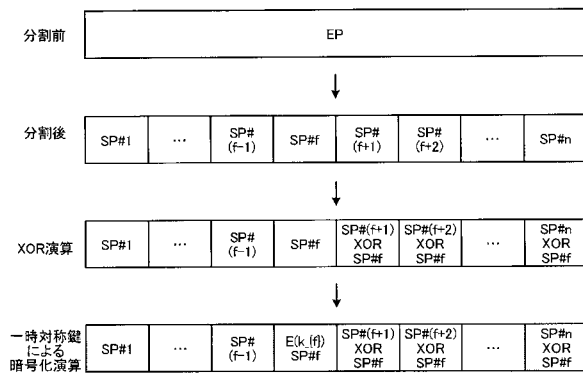 分割前
EP
分割後
SP#1
…
SP#
(f-1)
SP#f
SP#
(f+1)
SP#
(f+2)
…
SP#n
XOR演算
SP#1
…
SP#
(f-1)
SP#f
SP#(f+1)
XOR
SP#f
SP#(f+2)
XOR
SP#f
…
SP#n
XOR
SP#f
一時対称鍵
による
暗号化演算
SP#1
…
SP#
(f-1)
E(k_{f})
SP#f
SP#(f+1)
XOR
SP#f
SP#(f+2)
XOR
SP#f
…
SP#n
XOR
SP#f